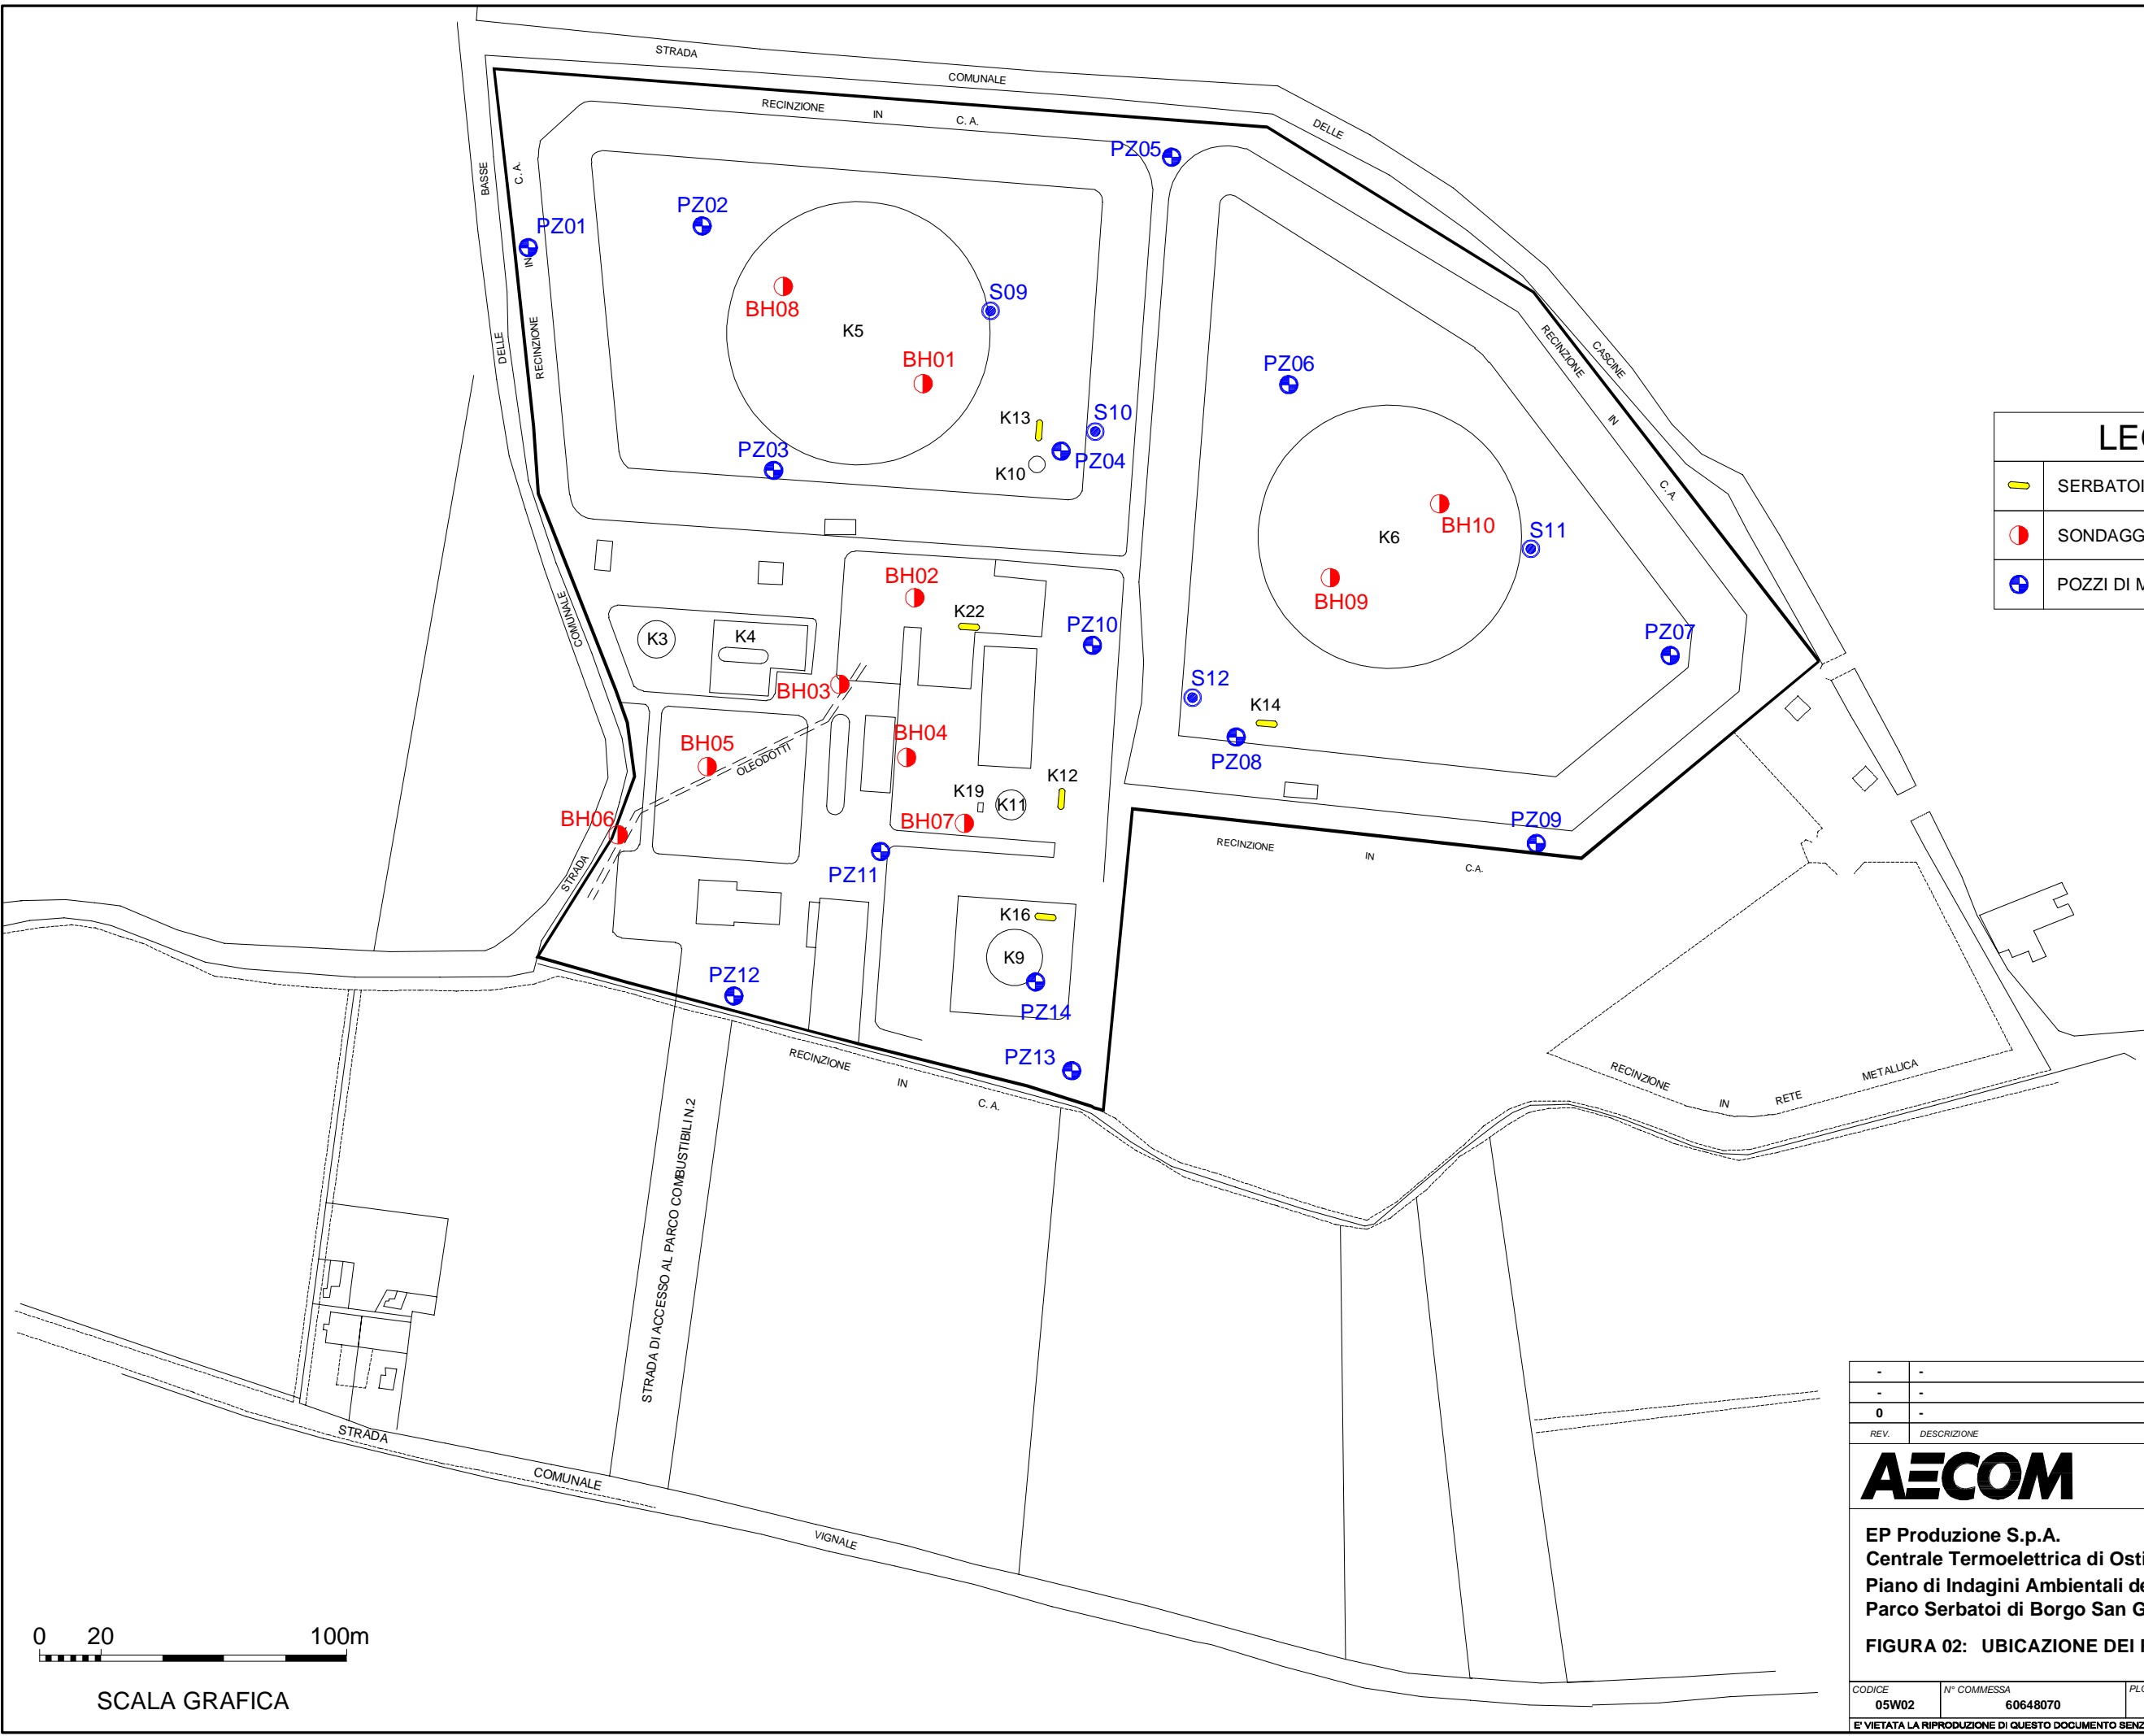 STRADA
COMUNALE
RECINZIONE
IN
C. A.
DELLE
PZ05
BASSE
C. A.
PZ02
PZ01
IN
S09
BH08
K5
DELLE
RECINZIONE
BH01
PZ06
RECINZIONE
CASCINE
IN
K13
S10
PZ03
PZ04
K10
C. A.
BH10
S11
K6
BH02
BH09
COMUNALE
K22
K3
K4
PZ10
PZ07
BH03
S12
K14
BH04
BH05
OLEODOTTI
PZ08
K12
K19
K11
BH06
BH07
PZ09
RECINZIONE
IN
C.A.
STRADA
PZ11
K16
K9
PZ12
PZ14
PZ13
RECINZIONE
IN
C. A.
RECINZIONE
IN
RETE
METALLICA
STRADA DI ACCESSO AL PARCO COMBUSTIBILI N.2
STRADA
COMUNALE
VIGNALE
0 20 100m
SCALA GRAFICA
- -
- -
0 -
REV. DESCRIZIONE
AECOM
EP Produzione S.p.A.
Centrale Termoelettrica di Osti
Piano di Indagini Ambientali de
Parco Serbatoi di Borgo San G
FIGURA 02: UBICAZIONE DEI
CODICE
05W02
N° COMMESSA
60648070
E' VIETATA LA RIPRODUZIONE DI QUESTO DOCUMENTO SENZ
SERBATOI
SONDAGG
POZZI DI